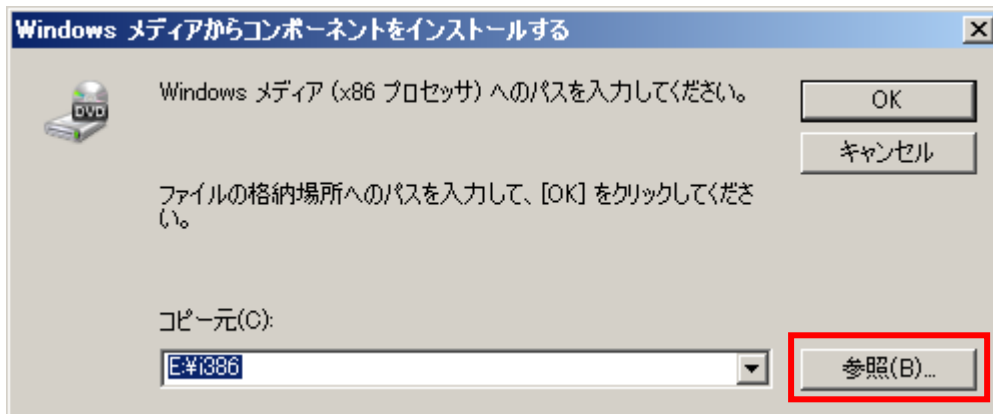 Windows メディアからコンポーネントをインストールする
DVD
Windows メディア (x86 プロセッサ) へのパスを入力してください。
OK
キャンセル
ファイルの格納場所へのパスを入力して、[OK] をクリックしてくださ
い。
コピー元(C):
E:¥i386
参照(B)...